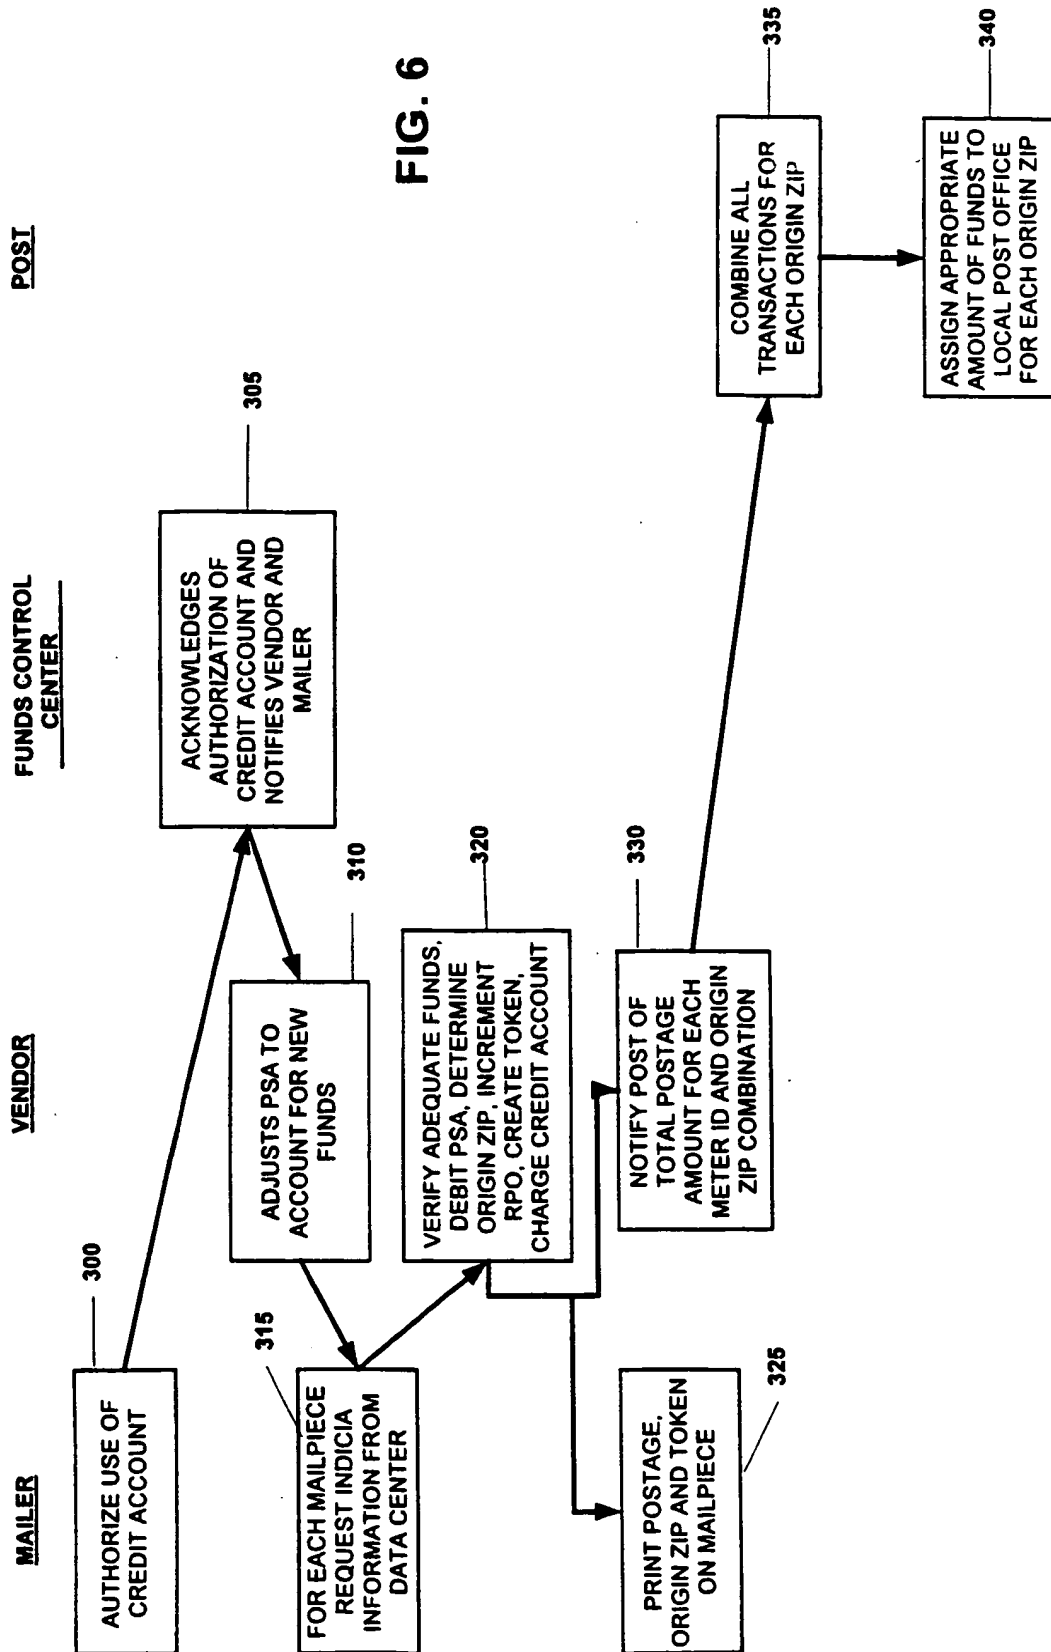 MAILER
VENDOR
FUNDS CONTROL
CENTER
POST
300
AUTHORIZE USE OF
CREDIT ACCOUNT
305
ACKNOWLEDGES
AUTHORIZATION OF
CREDIT ACCOUNT AND
NOTIFIES VENDOR AND
MAILER
310
ADJUSTS PSA TO
ACCOUNT FOR NEW
FUNDS
315
FOR EACH MAILPIECE
REQUEST INDICIA
INFORMATION FROM
DATA CENTER
320
VERIFY ADEQUATE FUNDS,
DEBIT PSA, DETERMINE
ORIGIN ZIP, INCREMENT
RPO, CREATE TOKEN,
CHARGE CREDIT ACCOUNT
325
PRINT POSTAGE,
ORIGIN ZIP AND TOKEN
ON MAILPIECE
330
NOTIFY POST OF
TOTAL POSTAGE
AMOUNT FOR EACH
METER ID AND ORIGIN
ZIP COMBINATION
335
COMBINE ALL
TRANSACTIONS FOR
EACH ORIGIN ZIP
340
ASSIGN APPROPRIATE
AMOUNT OF FUNDS TO
LOCAL POST OFFICE
FOR EACH ORIGIN ZIP
FIG. 6